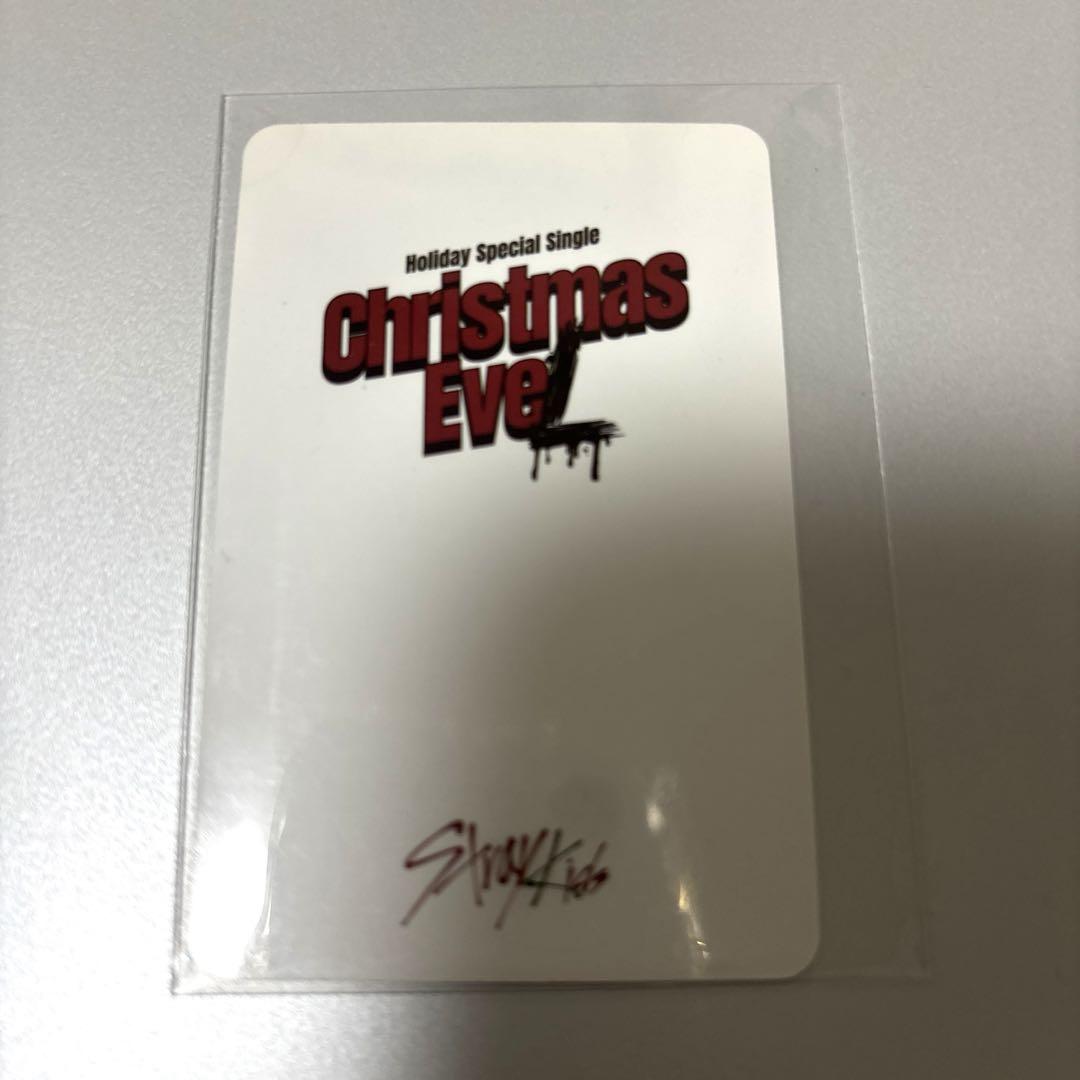 Holiday Special Single
Christmas
EveL
Stray Kids